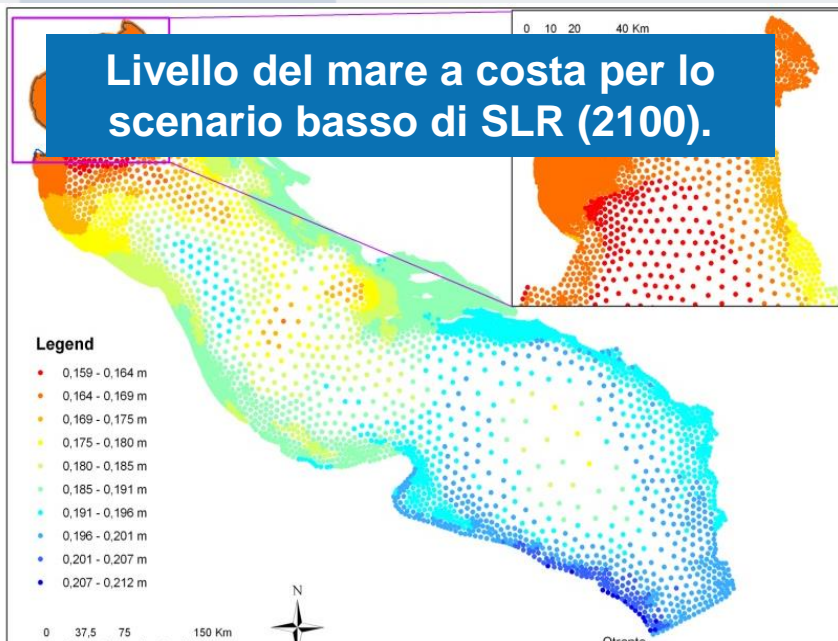 0 10 20 40 Km
Livello del mare a costa per lo
scenario basso di SLR (2100).
Legend
0,159 - 0,164 m
0,164 - 0,169 m
0,169 - 0,175 m
0,175 - 0,180 m
0,180 - 0,185 m
0,185 - 0,191 m
0,191 - 0,196 m
0,196 - 0,201 m
0,201 - 0,207 m
0,207 - 0,212 m
N
0 37,5 75 150 Km
Otranto